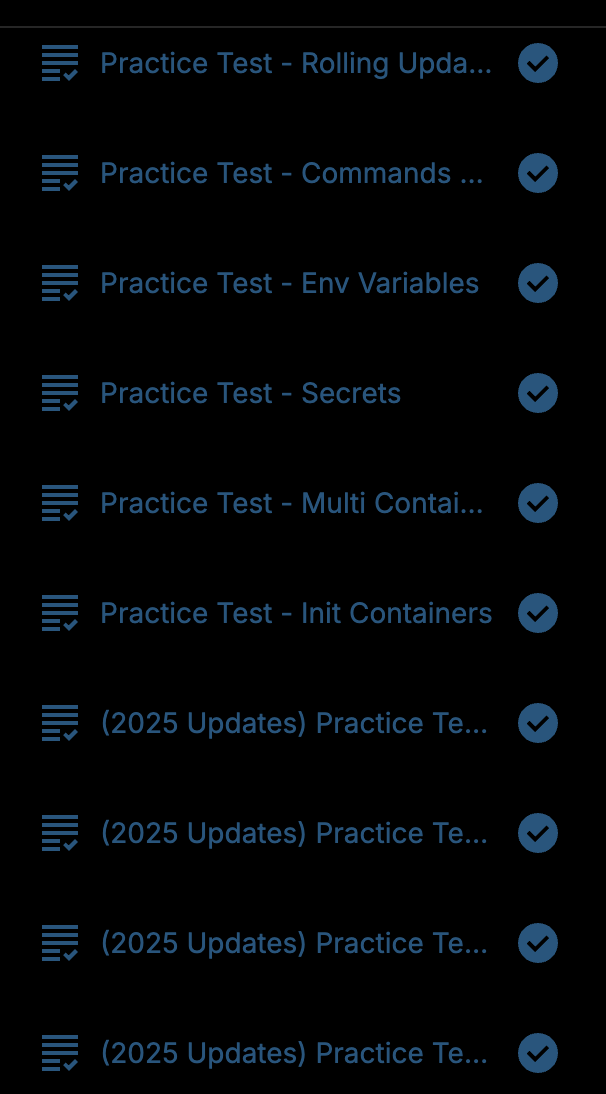 Practice Test - Rolling Upda...
Practice Test - Commands ...
Practice Test - Env Variables
Practice Test - Secrets
Practice Test - Multi Contai...
Practice Test - Init Containers
(2025 Updates) Practice Te...
(2025 Updates) Practice Te...
(2025 Updates) Practice Te...
(2025 Updates) Practice Te...